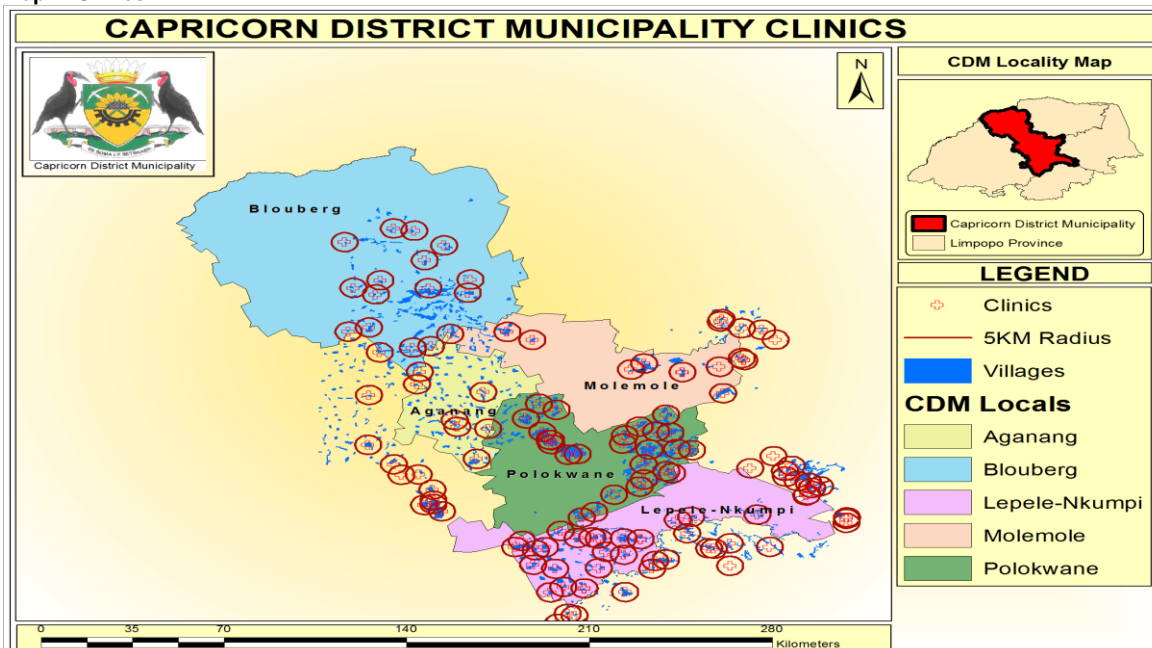 CAPRICORN DISTRICT MUNICIPALITY CLINICS
Capricorn District Municipality
N
CDM Locality Map
Capricorn District Municipality
Limpopo Province
LEGEND
Clinics
5KM Radius
Villages
CDM Locals
Aganang
Blouberg
Lepele-Nkumpi
Molemole
Polokwane
Blouberg
Molemole
Aganang
Polokwane
Lepele-Nkumpi
0 35 70 140 210 280
Kilometers